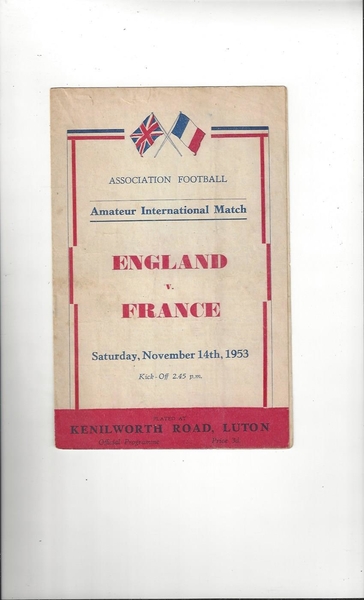 ASSOCIATION FOOTBALL
Amateur International Match
ENGLAND
v.
FRANCE
Saturday, November 14th, 1953
Kick-Off 2.45 p.m.
PLAYED AT
KENILWORTH ROAD, LUTON
Official Programme Price